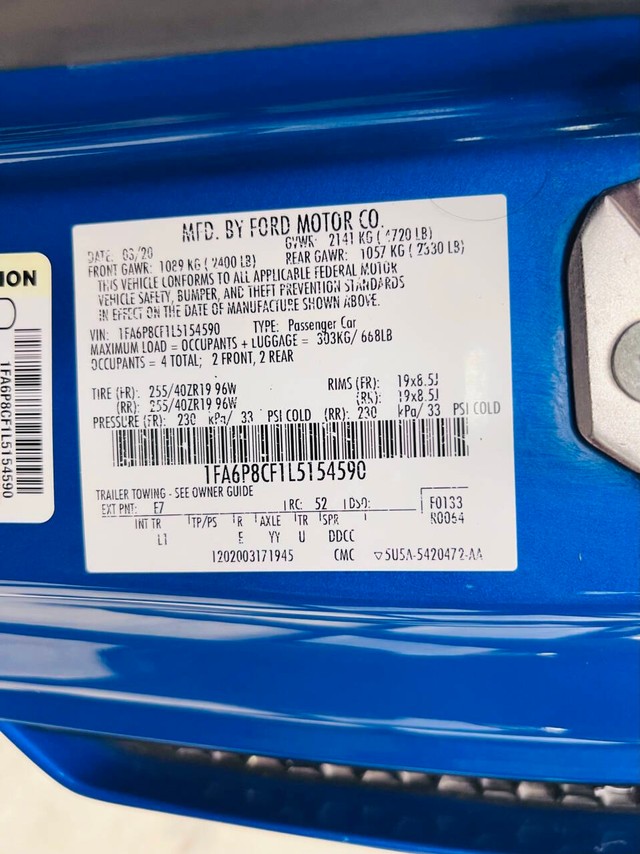 MFD. BY FORD MOTOR CO.
DATE: 03/20 GVWR: 2141 KG ( 4720 LB)
FRONT GAWR: 1089 KG ( 2400 LB) REAR GAWR: 1057 KG ( 2330 LB)
THIS VEHICLE CONFORMS TO ALL APPLICABLE FEDERAL MOTOR
VEHICLE SAFETY, BUMPER, AND THEFT PREVENTION STANDARDS
IN EFFECT ON THE DATE OF MANUFACTURE SHOWN ABOVE.
VIN: 1FA6P8CF1L5154590 TYPE: Passenger Car
MAXIMUM LOAD = OCCUPANTS + LUGGAGE = 303KG/ 668LB
OCCUPANTS = 4 TOTAL; 2 FRONT, 2 REAR
TIRE (FR): 255/40ZR19 96W RIMS (FR): 19x8.5J
(RR): 255/40ZR19 96W (RR): 19x8.5J
PRESSURE (FR): 230 kPa/ 33 PSI COLD (RR): 230 kPa/ 33 PSI COLD
1FA6P8CF1L5154590
TRAILER TOWING - SEE OWNER GUIDE
EXT PNT: E7 RC: 52 DSO: F0133
INT TR TP/PS R AXLE TR SPR R0064
L1 E YY U DDCC
1202003171945 CMC ▽5U5A-5420472-AA
ION
1FA6P8CF1L5154590